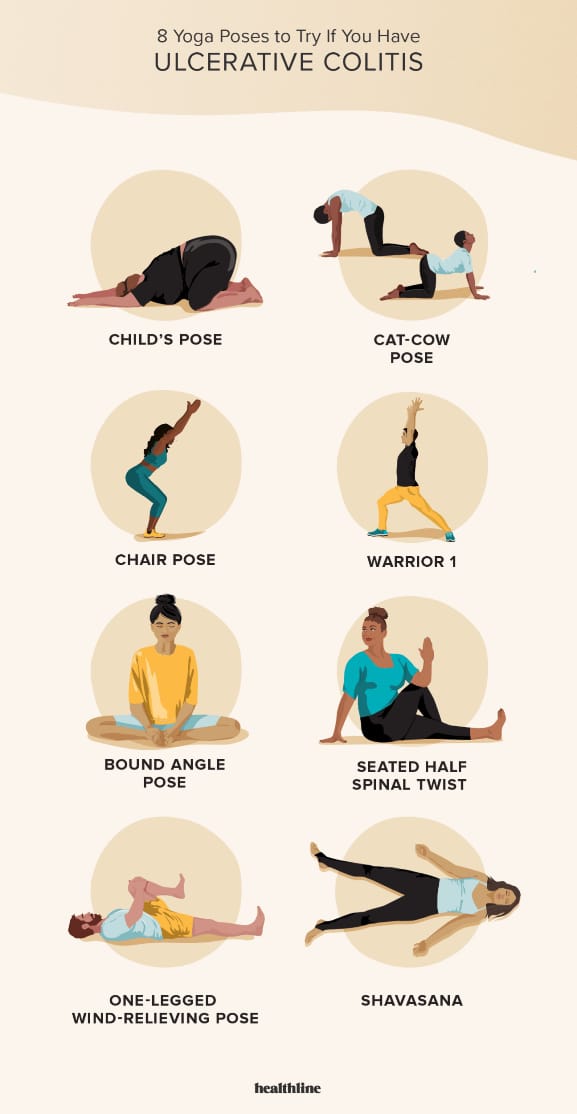 8 Yoga Poses to Try If You Have
ULCERATIVE COLITIS
CHILD'S POSE
CAT-COW
POSE
CHAIR POSE
WARRIOR 1
BOUND ANGLE
POSE
SEATED HALF
SPINAL TWIST
ONE-LEGGED
WIND-RELIEVING POSE
SHAVASANA
healthline